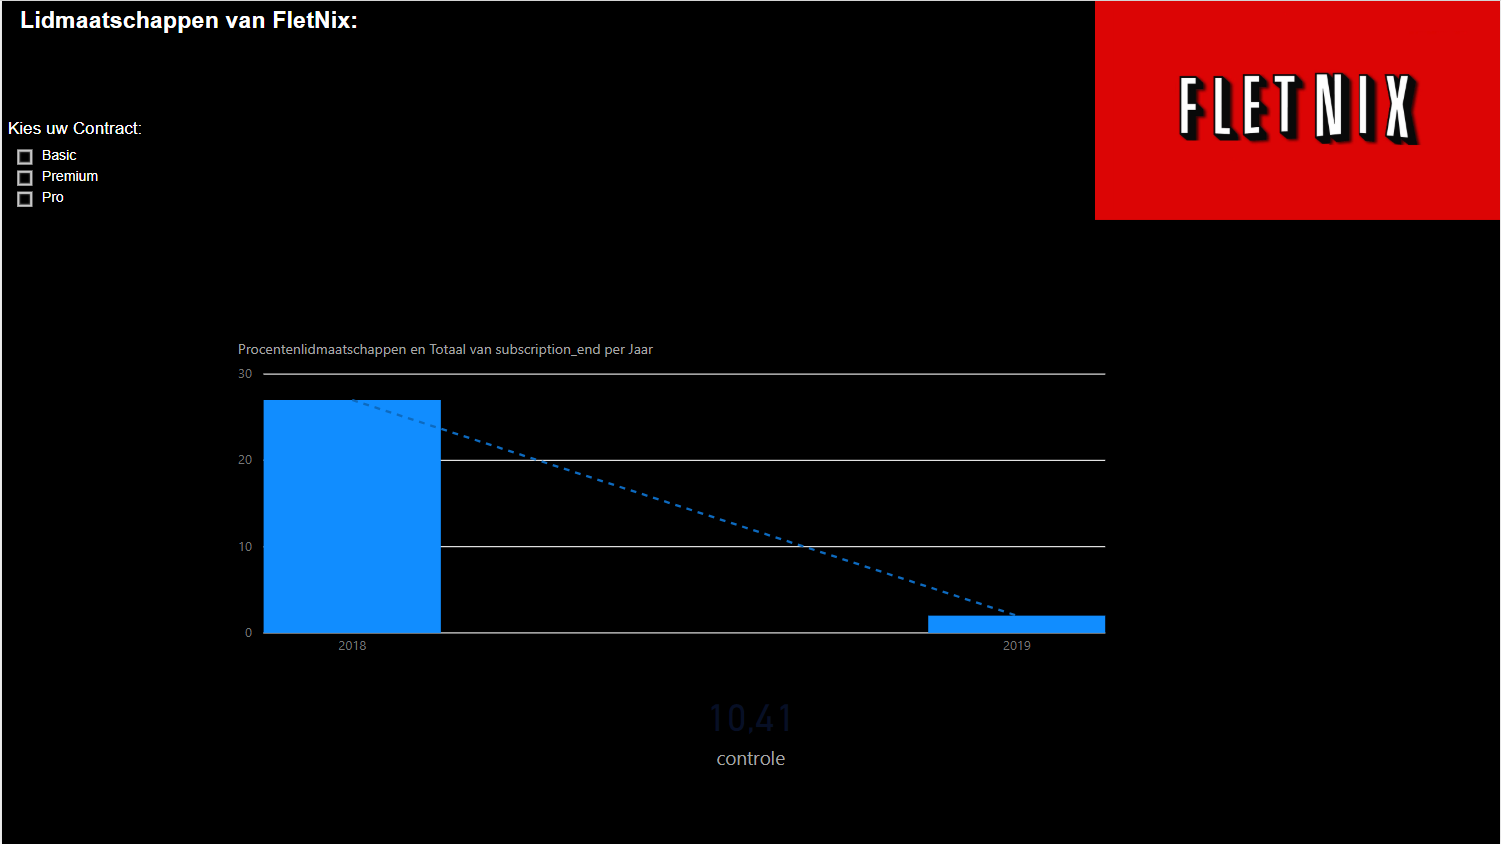 Lidmaatschappen van FletNix:
FLETNIX
Kies uw Contract:
Basic
Premium
Pro
Procentenlidmaatschappen en Totaal van subscription_end per Jaar
30
20
10
0
2018
2019
10,41
controle